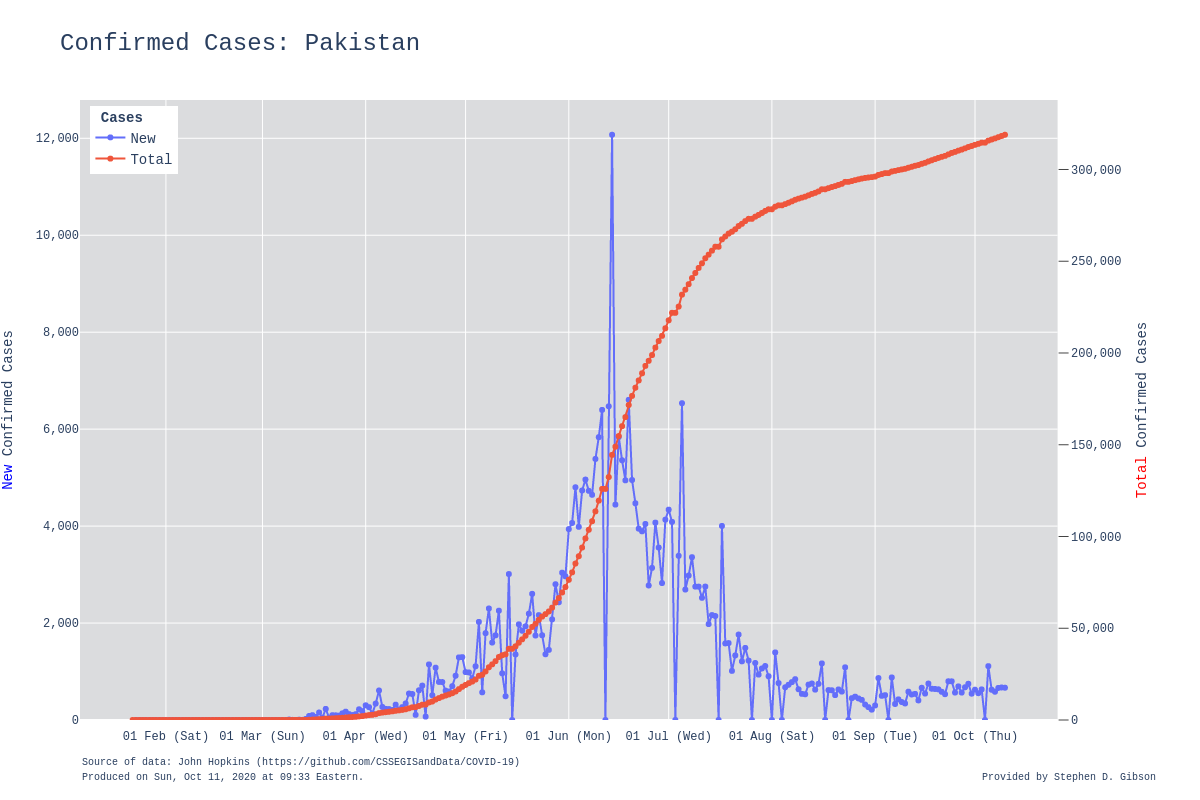 Confirmed Cases: Pakistan
Cases
New
Total
12,000
10,000
8,000
6,000
4,000
2,000
0
New Confirmed Cases
300,000
250,000
200,000
150,000
100,000
50,000
0
Total Confirmed Cases
01 Feb (Sat) 01 Mar (Sun) 01 Apr (Wed) 01 May (Fri) 01 Jun (Mon) 01 Jul (Wed) 01 Aug (Sat) 01 Sep (Tue) 01 Oct (Thu)
Source of data: John Hopkins (https://github.com/CSSEGISandData/COVID-19)
Produced on Sun, Oct 11, 2020 at 09:33 Eastern.
Provided by Stephen D. Gibson